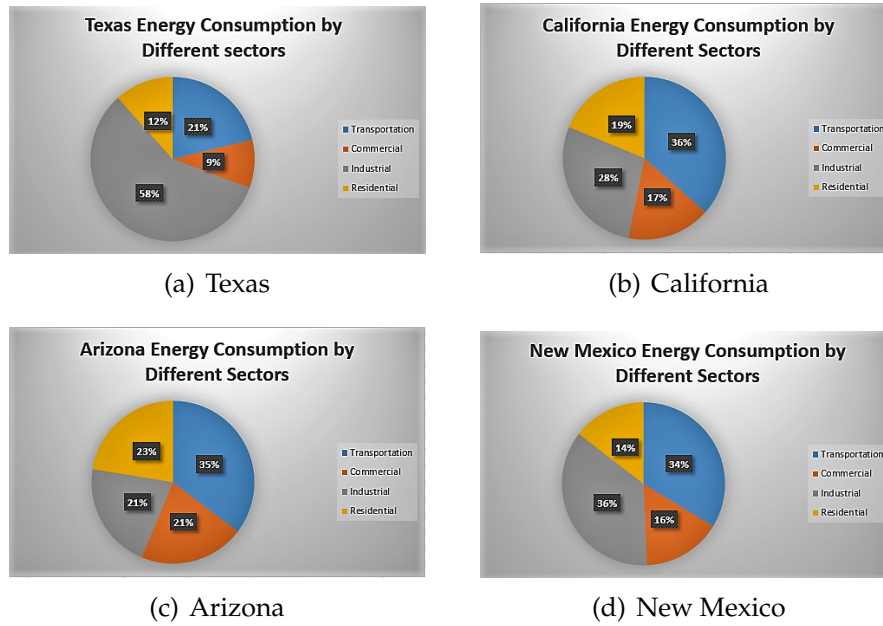 Texas Energy Consumption by
Different sectors
12%
21%
9%
58%
Transportation
Commercial
Industrial
Residential
(a) Texas
California Energy Consumption by
Different Sectors
19%
36%
28%
17%
Transportation
Commercial
Industrial
Residential
(b) California
Arizona Energy Consumption by
Different Sectors
23%
35%
21%
21%
Transportation
Commercial
Industrial
Residential
(c) Arizona
New Mexico Energy Consumption by
Different Sectors
14%
34%
36%
16%
Transportation
Commercial
Industrial
Residential
(d) New Mexico